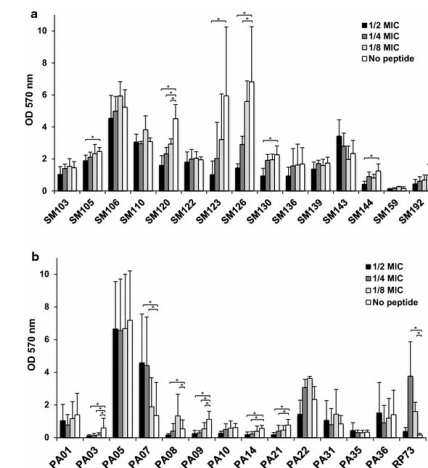 a
10
8
6
4
2
0
OD 570 nm
1/2 MIC
1/4 MIC
1/8 MIC
No peptide
SM103 SM105 SM106 SM110 SM120 SM122 SM123 SM126 SM130 SM136 SM139 SM143 SM144 SM159 SM192
b
10
8
6
4
2
0
OD 570 nm
1/2 MIC
1/4 MIC
1/8 MIC
No peptide
PA01 PA03 PA05 PA07 PA08 PA09 PA10 PA14 PA21 PA22 PA31 PA35 PA36 RP73